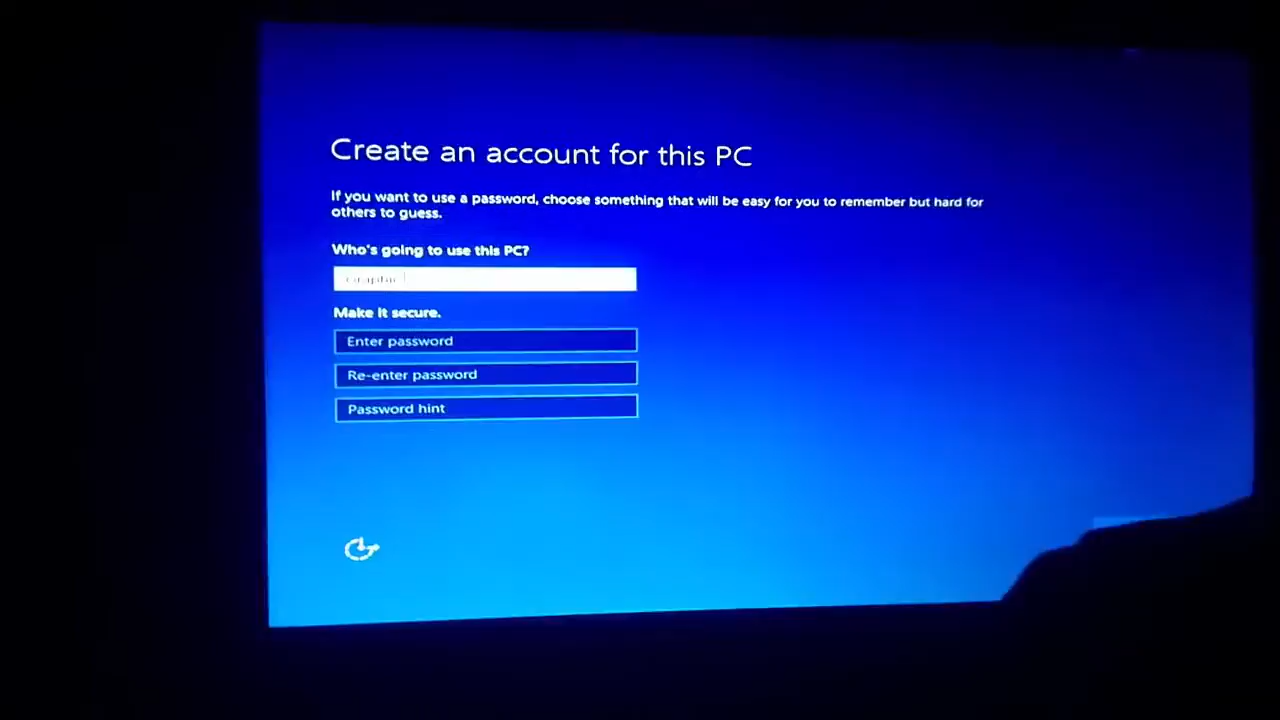 Create an account for this PC
If you want to use a password, choose something that will be easy for you to remember but hard for
others to guess.
Who's going to use this PC?
Make it secure.
Enter password
Re-enter password
Password hint